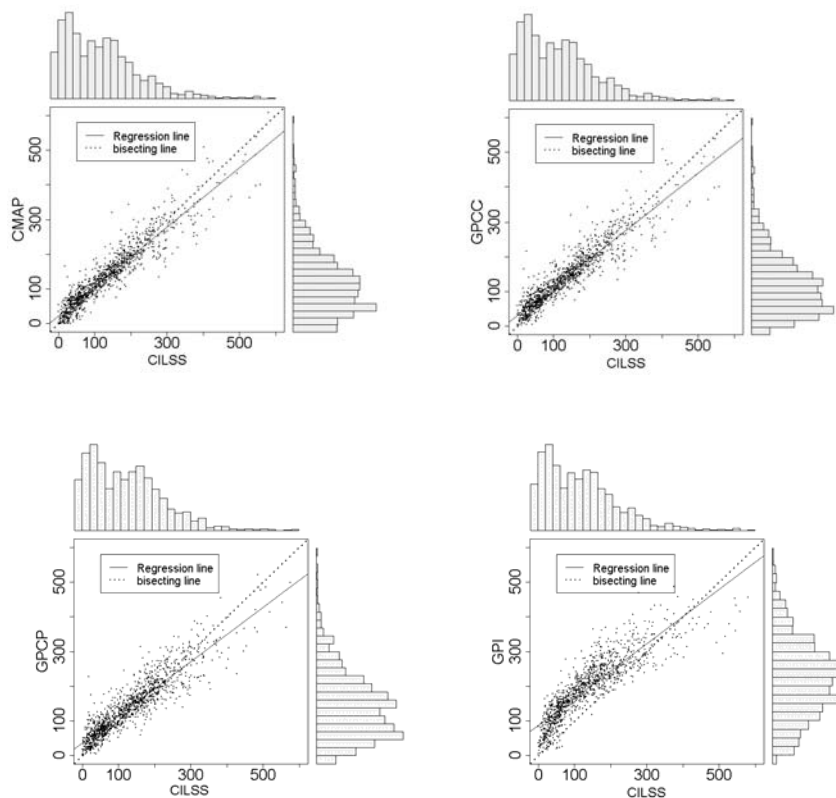 Regression line
bisecting line
CMAP
0 100 300 500
0 100 300 500
CILSS
Regression line
bisecting line
GPCC
0 100 300 500
0 100 300 500
CILSS
Regression line
bisecting line
GPCP
0 100 300 500
0 100 300 500
CILSS
Regression line
bisecting line
GPI
0 100 300 500
0 100 300 500
CILSS